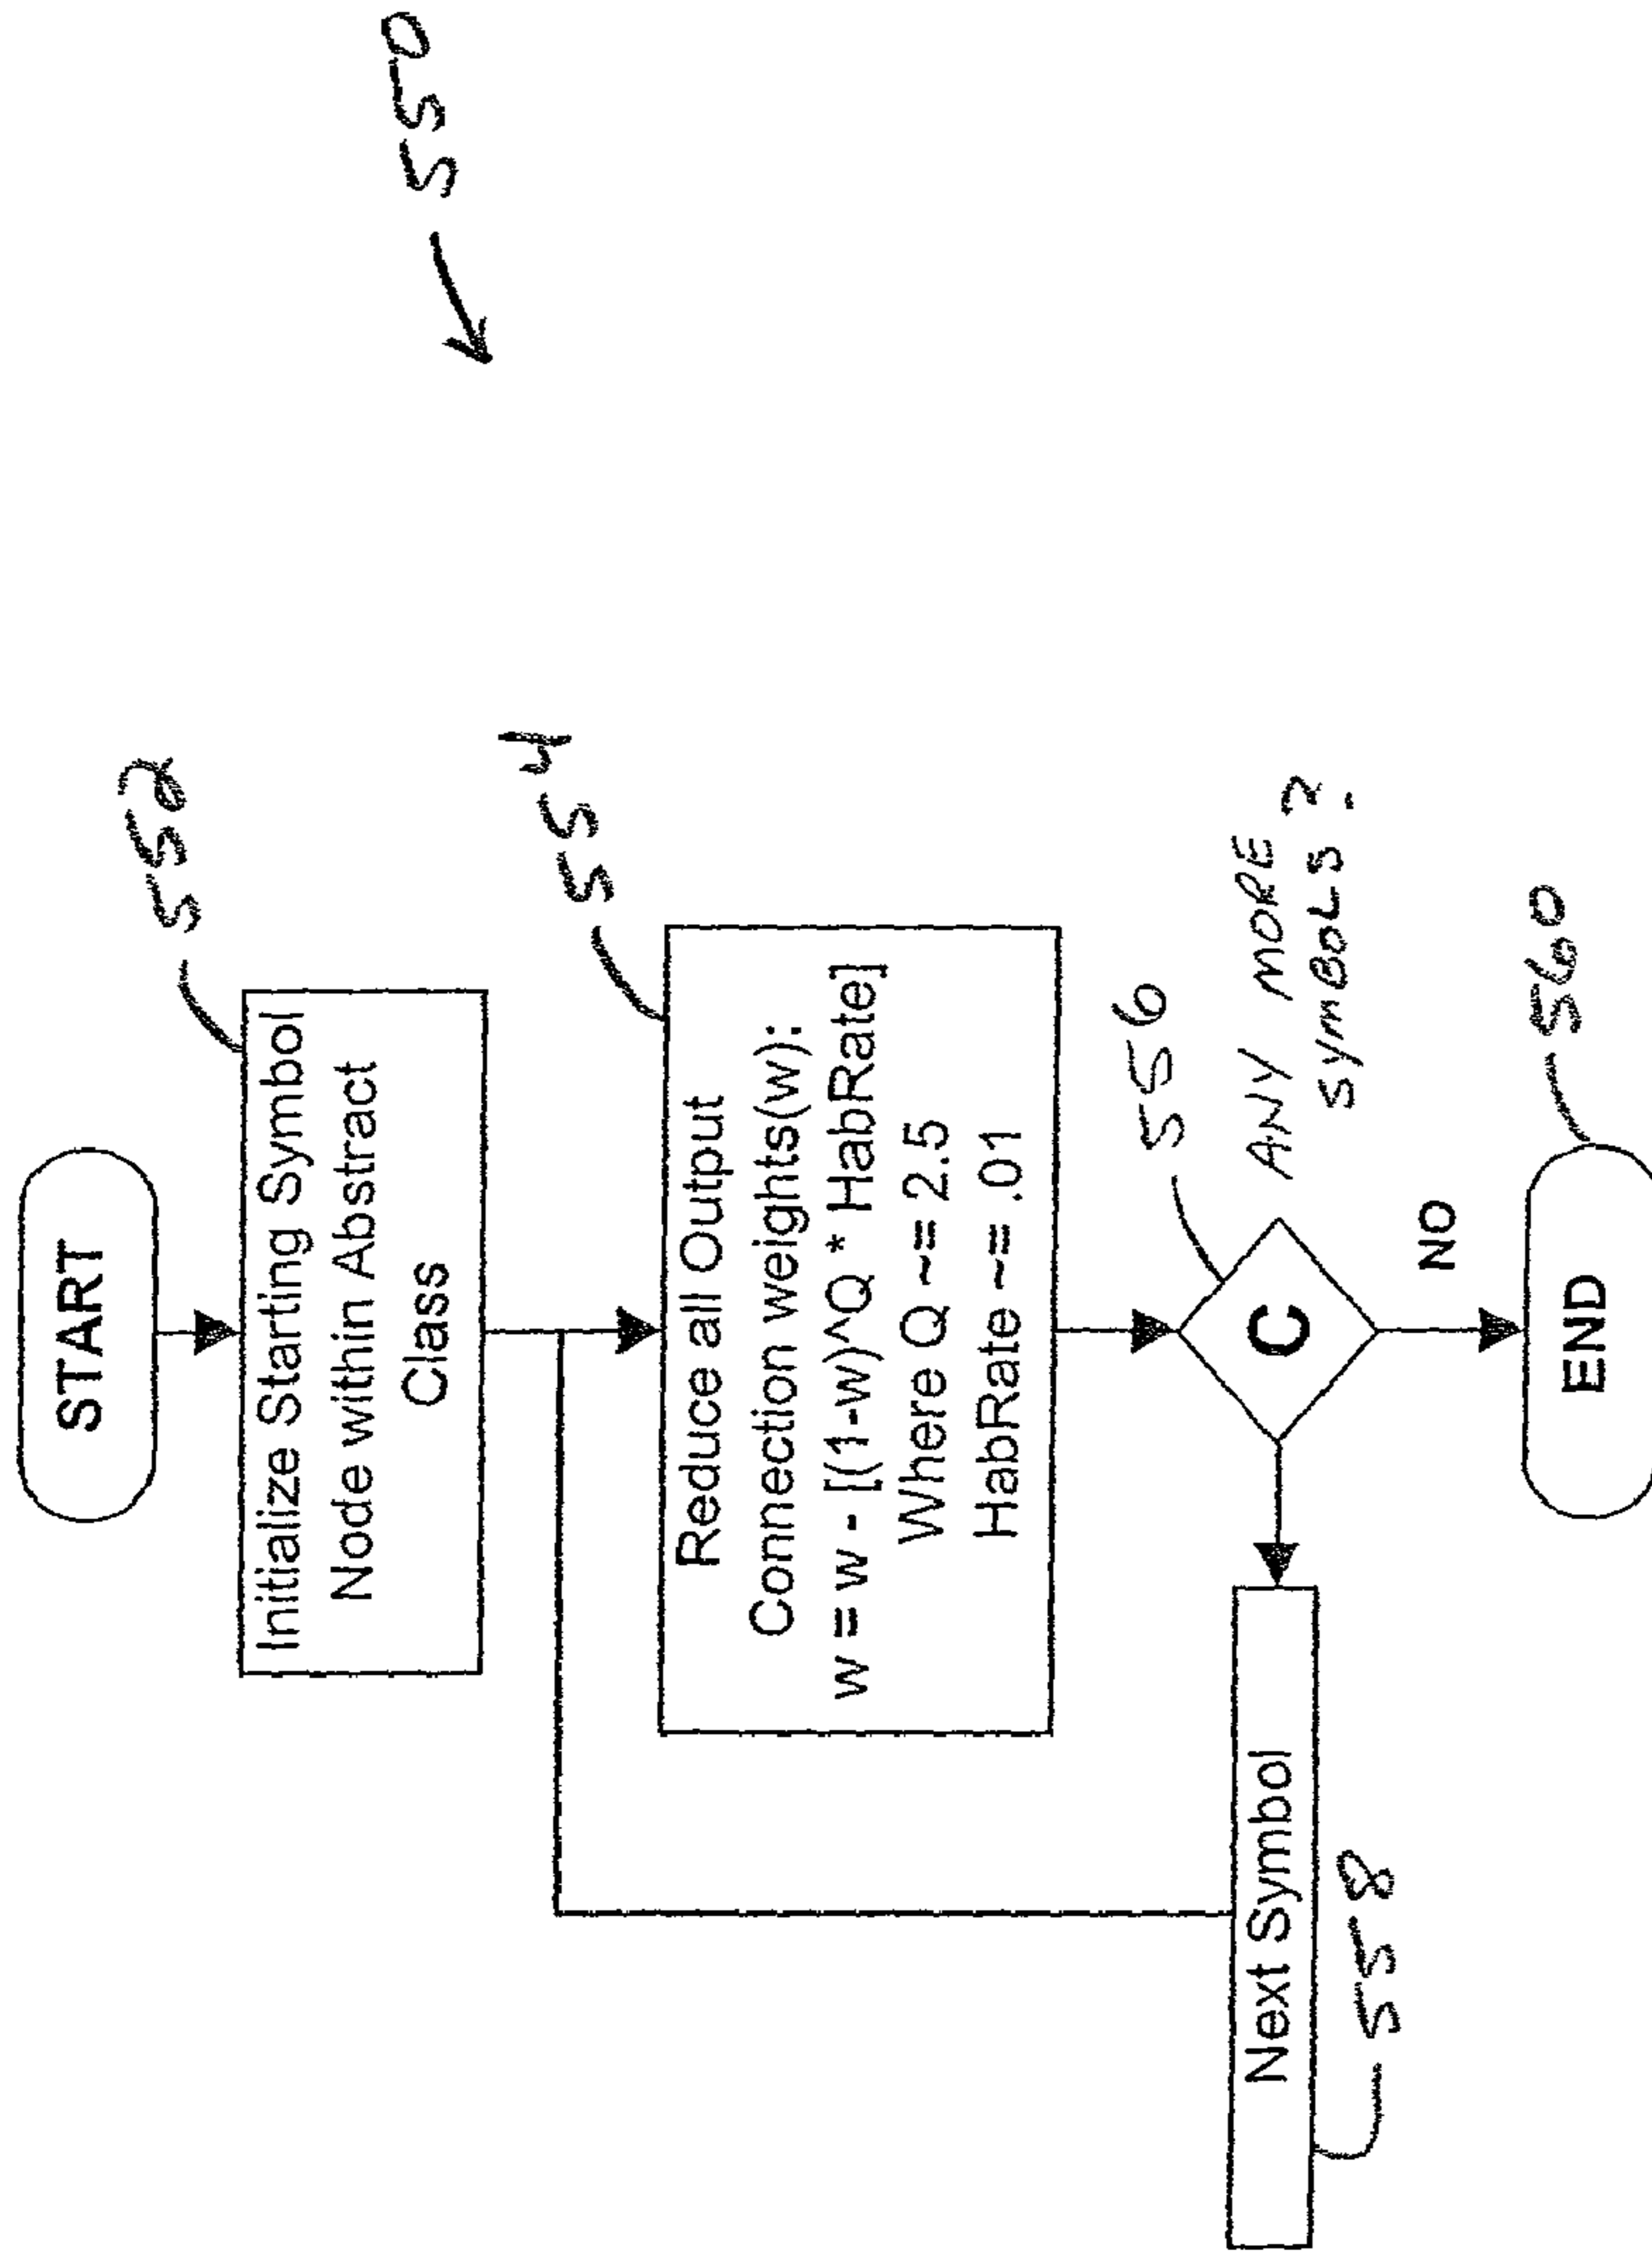 550
START
552
Initialize Starting Symbol
Node within Abstract
Class
554
Reduce all Output
Connection weights(w):
w = w - [(1-w)^Q * HabRate]
Where Q ~= 2.5
HabRate ~= .01
556
C
ANY MORE
SYMBOLS?
Next Symbol
558
NO
END
560